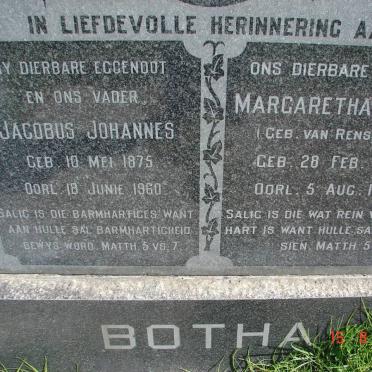 IN LIEFDEVOLLE HERINNERING A
MY DIERBARE EGGENOOT
EN ONS VADER,
JACOBUS JOHANNES
GEB. 10 MEI 1875
OORL. 18 JUNIE 1960.
SALIG IS DIE BARMHARTIGES, WANT
AAN HULLE SAL BARMHARTIGHEID
BEWYS WORD. MATTH. 5 VS. 7.
ONS DIERBARE
MARGARETHA
(GEB. VAN RENS
GEB. 28 FEB.
OORL. 5 AUG. 1
SALIG IS DIE WAT REIN V
HART IS WANT HULLE SA
SIEN. MATTH. 5
BOTHA